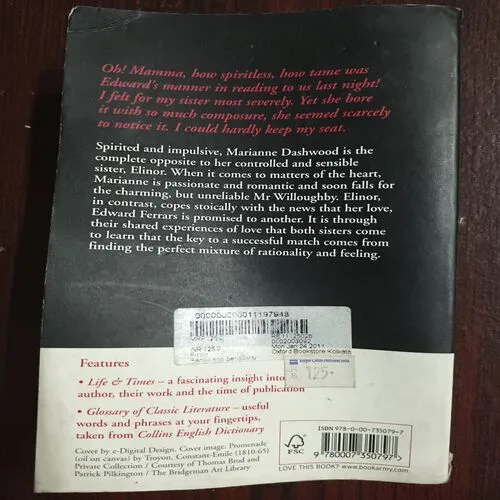 Oh! Mamma, how spiritless, how tame was
Edward's manner in reading to us last night!
I felt for my sister most severely. Yet she bore
it with so much composure, she seemed scarcely
to notice it. I could hardly keep my seat.
Spirited and impulsive, Marianne Dashwood is the
complete opposite to her controlled and sensible
sister, Elinor. When it comes to matters of the heart,
Marianne is passionate and romantic and soon falls for
the charming, but unreliable Mr Willoughby. Elinor,
in contrast, copes stoically with the news that her love,
Edward Ferrars is promised to another. It is through
their shared experiences of love that both sisters come
to learn that the key to a successful match comes from
finding the perfect mixture of rationality and feeling.
Mon Jan 24 2011
Oxford Bookstore Kolkata
125
Features
• Life & Times – a fascinating insight into
author, their work and the time of publication
• Glossary of Classic Literature – useful
words and phrases at your fingertips,
taken from Collins English Dictionary
Cover by e-Digital Design. Cover image: Promenade
(oil on canvas) by Troyon, Constant-Emile (1810-65)
Private Collection / Courtesy of Thomas Brod and
Patrick Pilkington / The Bridgeman Art Library
FSC
ISBN 978-0-00-735079-7
9 780007 350797 >
LOVE THIS BOOK? www.bookarmy.com